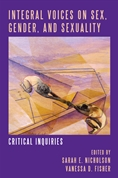 INTEGRAL VOICES ON SEX,
GENDER, AND SEXUALITY
CRITICAL INQUIRIES
EDITED BY
SARAH E. NICHOLSON
VANESSA D. FISHER